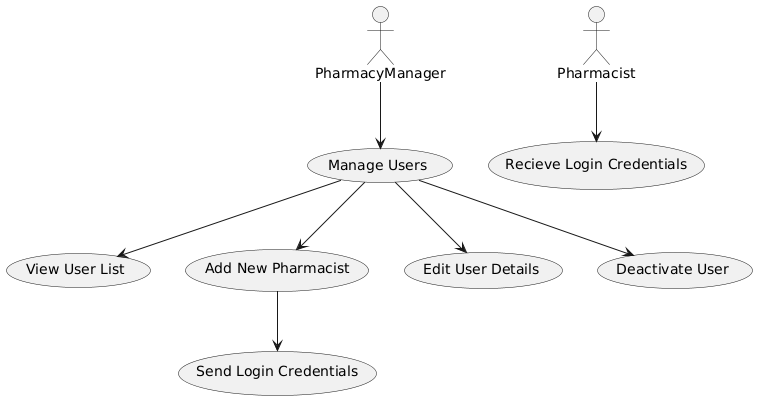 PharmacyManager
Pharmacist
Manage Users
Recieve Login Credentials
View User List
Add New Pharmacist
Edit User Details
Deactivate User
Send Login Credentials